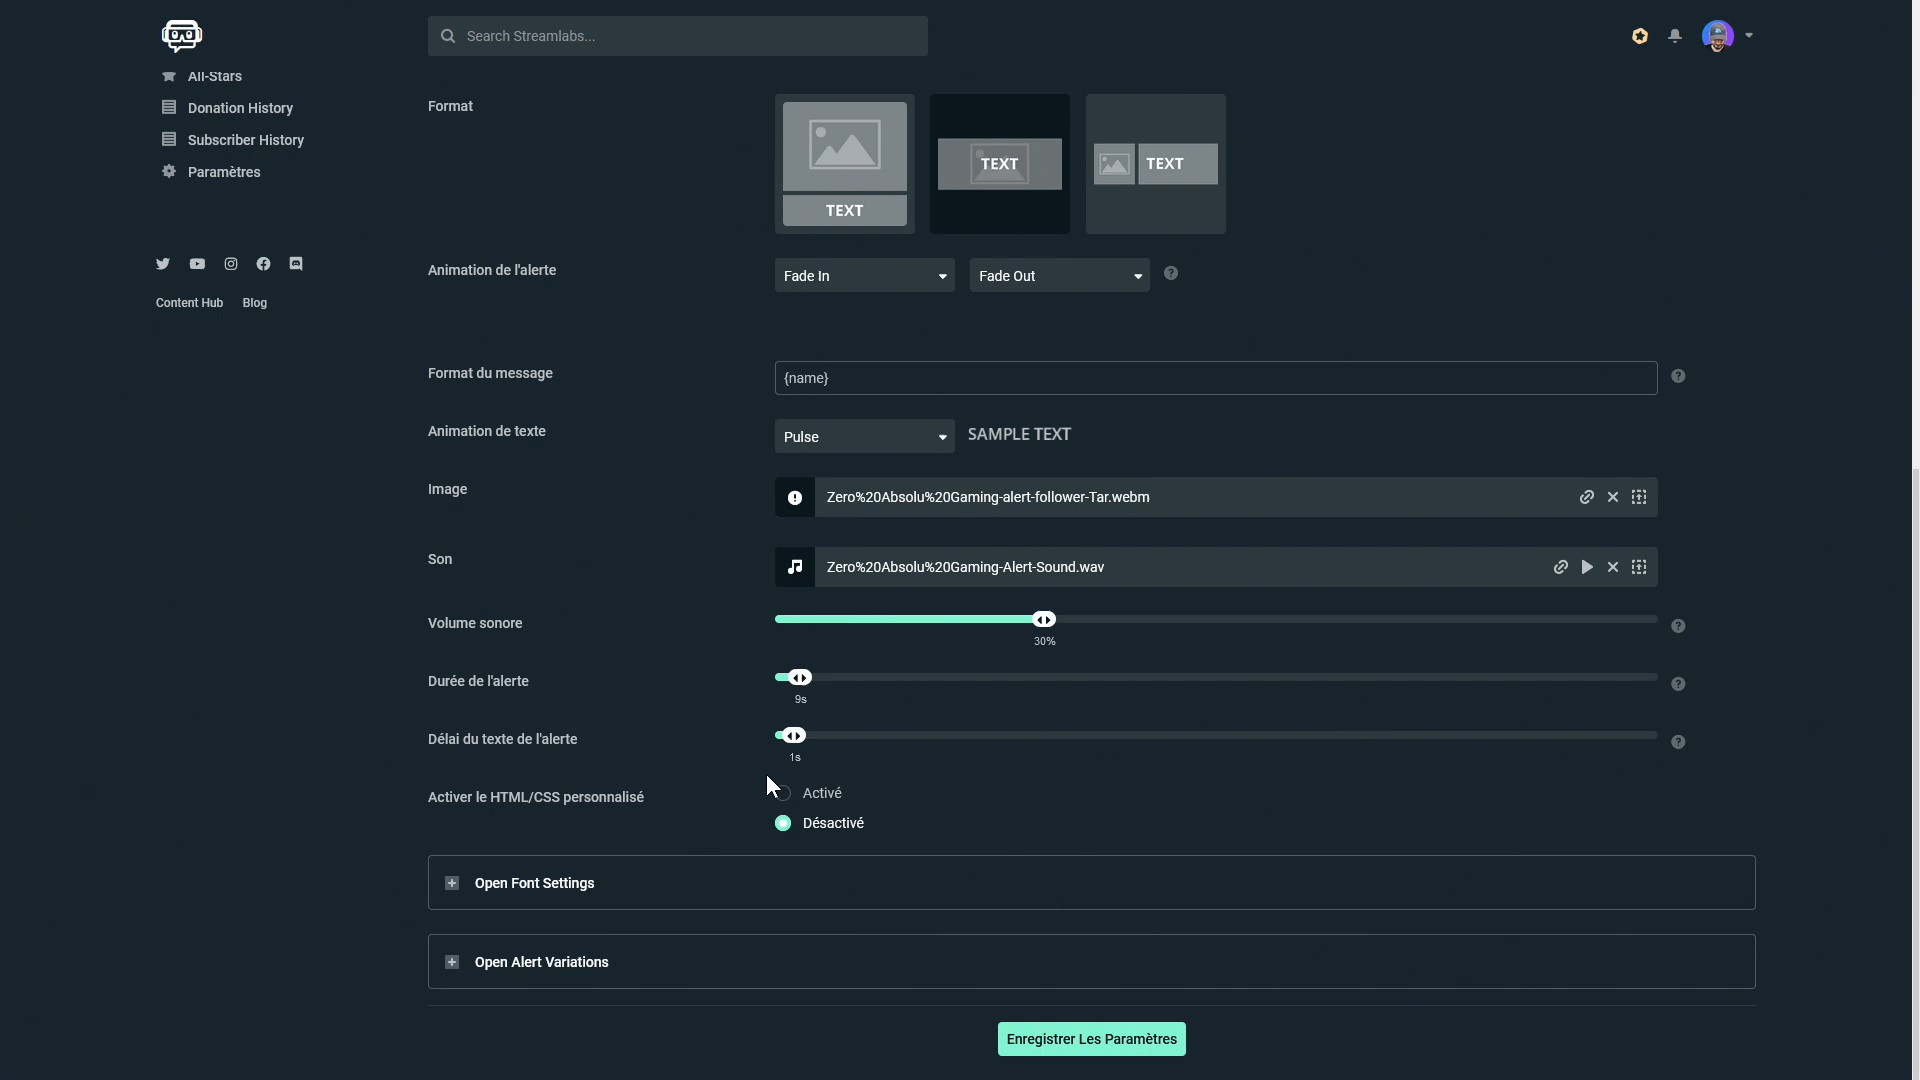 Search Streamlabs...
All-Stars
Donation History
Subscriber History
Paramètres
Content Hub Blog
Format
TEXT
TEXT
TEXT
Animation de l'alerte
Fade In
Fade Out
Format du message
{name}
Animation de texte
Pulse
SAMPLE TEXT
Image
Zero%20Absolu%20Gaming-alert-follower-Tar.webm
Son
Zero%20Absolu%20Gaming-Alert-Sound.wav
Volume sonore
30%
Durée de l'alerte
9s
Délai du texte de l'alerte
1s
Activer le HTML/CSS personnalisé
Activé
Désactivé
Open Font Settings
Open Alert Variations
Enregistrer Les Paramètres